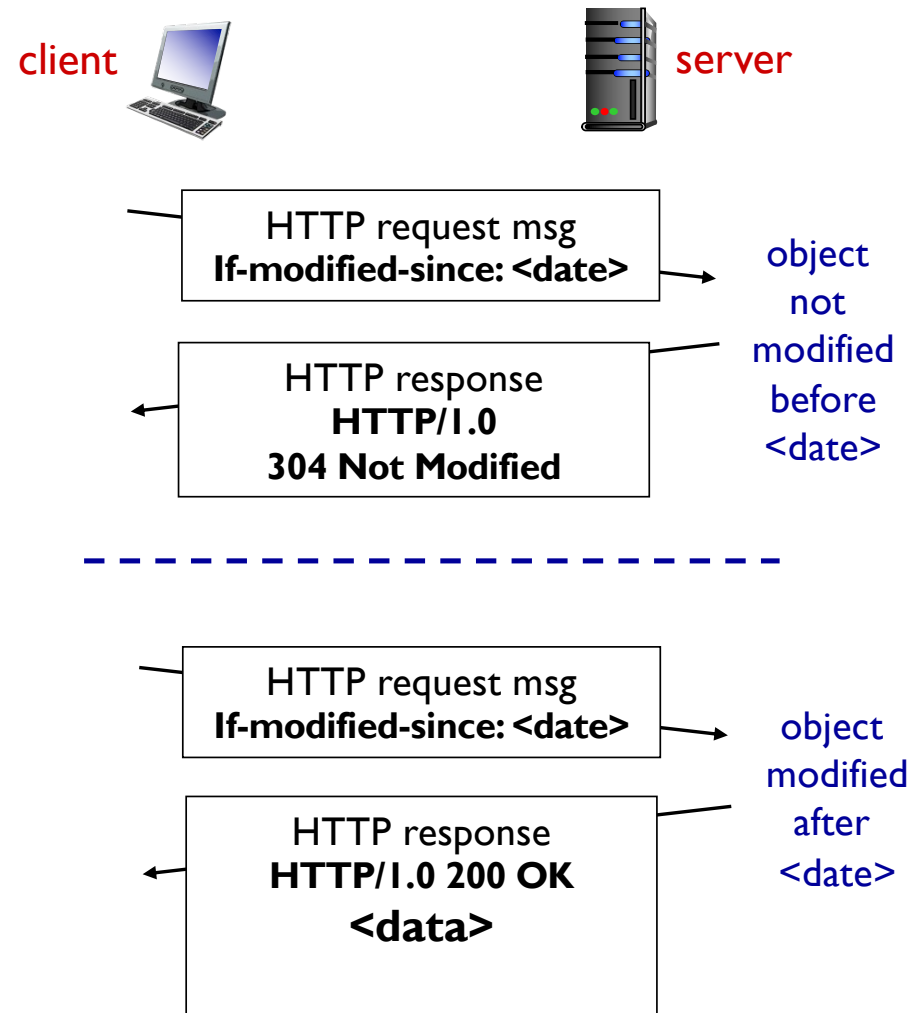 client
server
HTTP request msg
If-modified-since: <date>
object
not
modified
before
<date>
HTTP response
HTTP/1.0
304 Not Modified
HTTP request msg
If-modified-since: <date>
object
modified
after
<date>
HTTP response
HTTP/1.0 200 OK
<data>